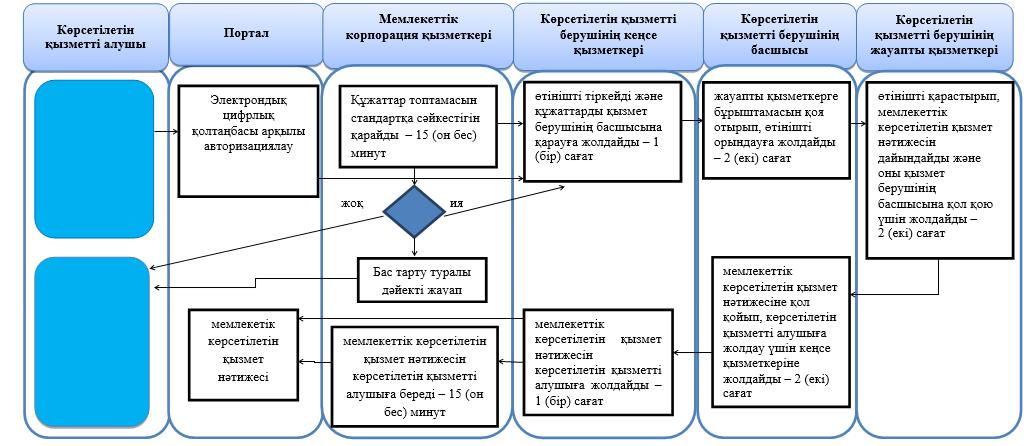 Көрсетілетін
қызметті алушы
Портал
Мемлекеттік
корпорация қызметкері
Көрсетілетін қызметті
берушінің кеңсе
қызметкері
Көрсетілетін
қызметті берушінің
басшысы
Көрсетілетін
қызметті берушінің
жауапты қызметкері
Электрондық
цифрлық
қолтаңбасы арқылы
авторизациялау
Құжаттар топтамасын
стандартқа сәйкестігін
қарайды – 15 (он бес)
минут
өтінішті тіркейді және
құжаттарды қызмет
берушінің басшысына
қарауға жолдайды – 1
(бір) сағат
жауапты қызметкерге
бұрыштамасын қоя
отырып, өтінішті
орындауға жолдайды
– 2 (екі) сағат
өтінішті қарастырып,
мемлекеттік
көрсетілетін қызмет
нәтижесін
дайындайды және
оны қызмет
берушінің
басшысына қол қою
үшін жолдайды –
2 (екі) сағат
жоқ
ия
Бас тарту туралы
дәйекті жауап
мемлекетік
көрсетілетін
қызмет
нәтижесі
мемлекеттік көрсетілетін
қызмет нәтижесін
көрсетілетін қызметті
алушыға береді – 15 (он
бес) минут
мемлекеттік
көрсетілетін қызмет
нәтижесін
көрсетілетін қызметті
алушыға жолдайды –
1 (бір) сағат
мемлекеттік
көрсетілетін қызмет
нәтижесіне қол
қойып, көрсетілетін
қызметті алушыға
жолдау үшін кеңсе
қызметкеріне
жолдайды – 2 (екі)
сағат